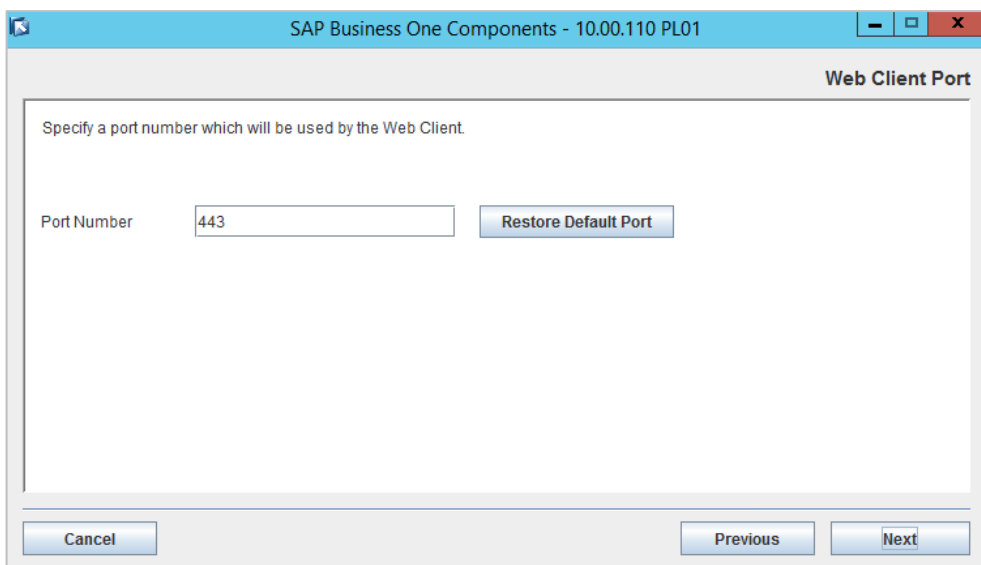 SAP Business One Components - 10.00.110 PL01
Web Client Port
Specify a port number which will be used by the Web Client.
Port Number 443 Restore Default Port
Cancel Previous Next